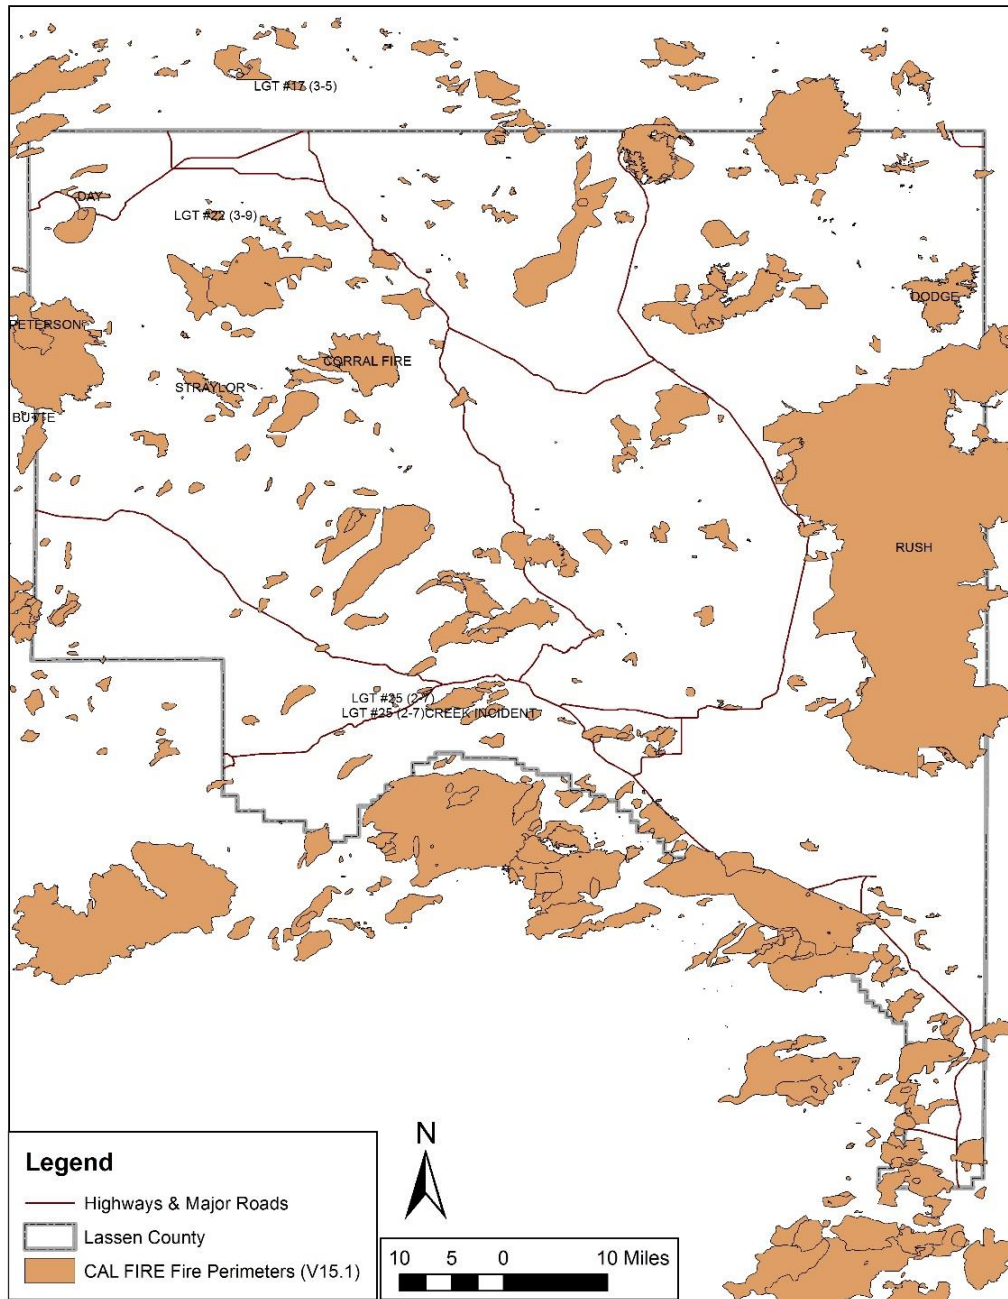 LGT #17 (3-5)
DAY
LGT #22 (3-9)
DODGE
PETERSON
CORRAL FIRE
STRAYLOR
BUTTE
RUSH
LGT #25 (2-7)
LGT #25 (2-7)CREEK INCIDENT
N
Legend
Highways & Major Roads
Lassen County
CAL FIRE Fire Perimeters (V15.1)
10 5 0 10 Miles